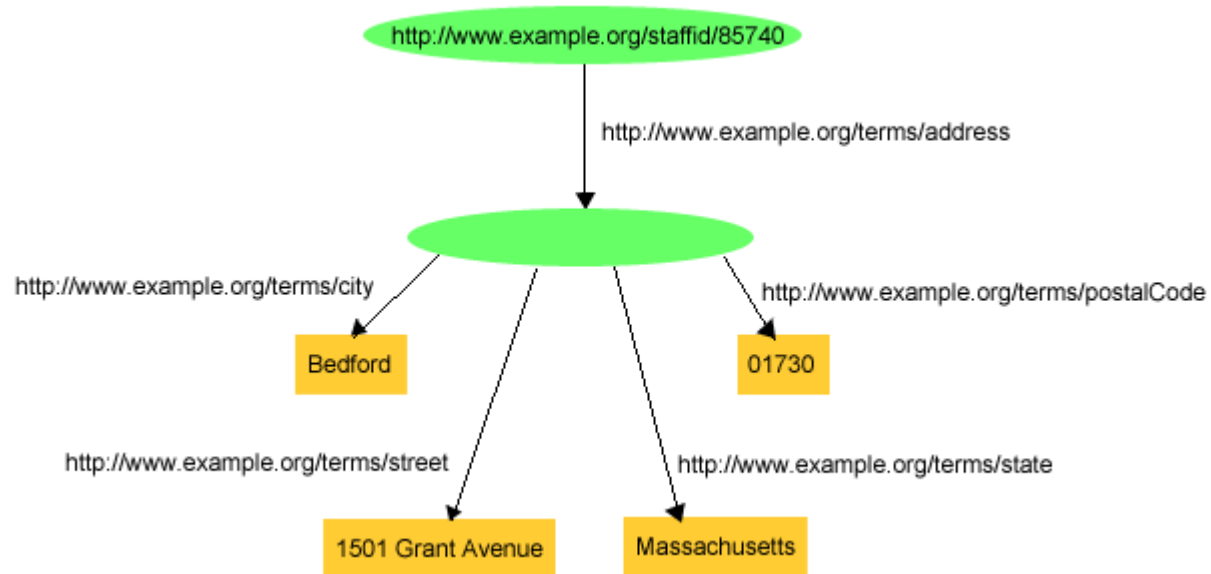 http://www.example.org/staffid/85740
http://www.example.org/terms/address
http://www.example.org/terms/city
http://www.example.org/terms/postalCode
Bedford
01730
http://www.example.org/terms/street
http://www.example.org/terms/state
1501 Grant Avenue
Massachusetts